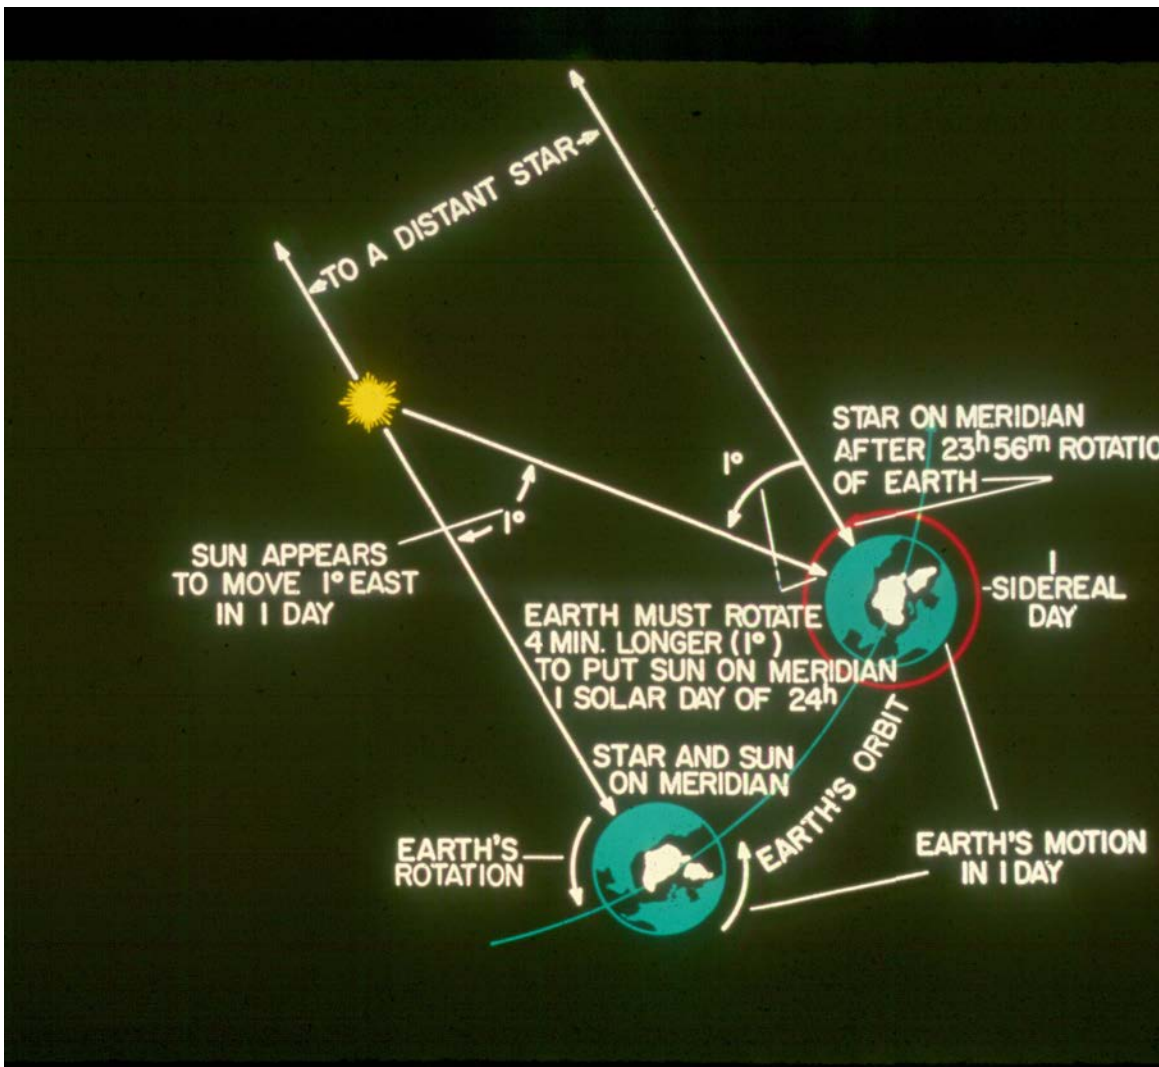 TO A DISTANT STAR
STAR ON MERIDIAN
AFTER 23h 56m ROTATIO
OF EARTH
1°
1°
SUN APPEARS
TO MOVE 1° EAST
IN 1 DAY
1
SIDEREAL
DAY
EARTH MUST ROTATE
4 MIN. LONGER (1°)
TO PUT SUN ON MERIDIAN
1 SOLAR DAY OF 24h
STAR AND SUN
ON MERIDIAN
EARTH'S ORBIT
EARTH'S
ROTATION
EARTH'S MOTION
IN 1 DAY